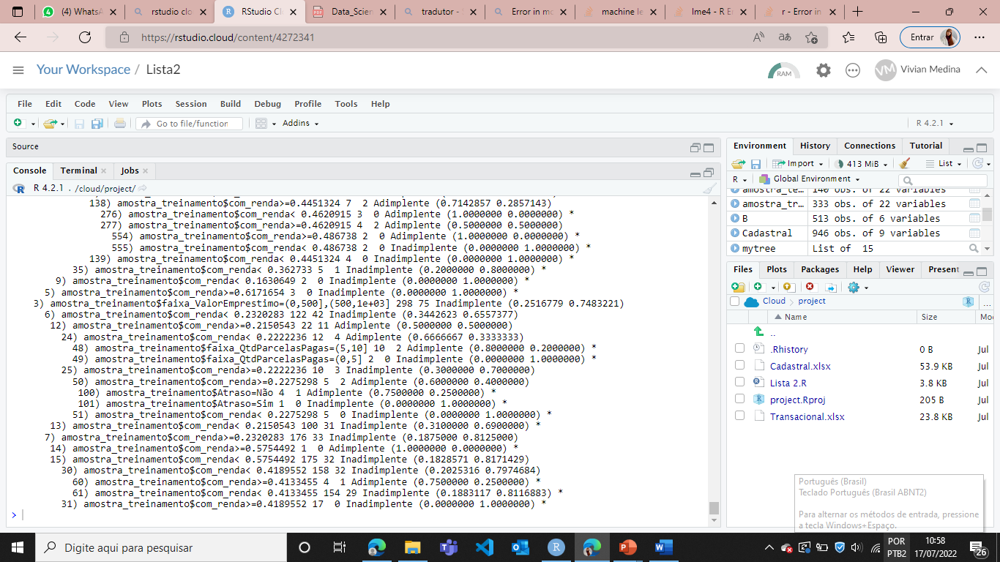 (4) WhatsA
rstudio clo
RStudio Cl
Data_Scien
tradutor -
Error in mo
machine le
lme4 - R E
r - Error in
https://rstudio.cloud/content/4272341
Entrar
Your Workspace / Lista2
RAM
VM
Vivian Medina
File Edit Code View Plots Session Build Debug Profile Tools Help
Go to file/function
Addins
R 4.2.1
Source
Console Terminal Jobs
R 4.2.1 . /cloud/project/
138) amostra_treinamento$com_renda>=0.4451324 7 2 Adimplente (0.7142857 0.2857143)
276) amostra_treinamento$com_renda< 0.4620915 3 0 Adimplente (1.0000000 0.0000000) *
277) amostra_treinamento$com_renda>=0.4620915 4 2 Adimplente (0.5000000 0.5000000)
554) amostra_treinamento$com_renda>=0.486738 2 0 Adimplente (1.0000000 0.0000000) *
555) amostra_treinamento$com_renda< 0.486738 2 0 Inadimplente (0.0000000 1.0000000) *
139) amostra_treinamento$com_renda< 0.4451324 4 0 Inadimplente (0.0000000 1.0000000) *
35) amostra_treinamento$com_renda< 0.362733 5 1 Inadimplente (0.2000000 0.8000000) *
9) amostra_treinamento$com_renda< 0.1630649 2 0 Inadimplente (0.0000000 1.0000000) *
5) amostra_treinamento$com_renda>=0.6171654 3 0 Inadimplente (0.0000000 1.0000000) *
3) amostra_treinamento$faixa_ValorEmprestimo=(0,500],(500,1e+03] 298 75 Inadimplente (0.2516779 0.7483221)
6) amostra_treinamento$com_renda< 0.2320283 122 42 Inadimplente (0.3442623 0.6557377)
12) amostra_treinamento$com_renda>=0.2150543 22 11 Adimplente (0.5000000 0.5000000)
24) amostra_treinamento$com_renda< 0.2222236 12 4 Adimplente (0.6666667 0.3333333)
48) amostra_treinamento$faixa_QtdParcelasPagas=(5,10] 10 2 Adimplente (0.8000000 0.2000000) *
49) amostra_treinamento$faixa_QtdParcelasPagas=(0,5] 2 0 Inadimplente (0.0000000 1.0000000) *
25) amostra_treinamento$com_renda>=0.2222236 10 3 Inadimplente (0.3000000 0.7000000)
50) amostra_treinamento$com_renda>=0.2275298 5 2 Adimplente (0.6000000 0.4000000)
100) amostra_treinamento$Atraso=Não 4 1 Adimplente (0.7500000 0.2500000) *
101) amostra_treinamento$Atraso=Sim 1 0 Inadimplente (0.0000000 1.0000000) *
51) amostra_treinamento$com_renda< 0.2275298 5 0 Inadimplente (0.0000000 1.0000000) *
13) amostra_treinamento$com_renda< 0.2150543 100 31 Inadimplente (0.3100000 0.6900000) *
7) amostra_treinamento$com_renda>=0.2320283 176 33 Inadimplente (0.1875000 0.8125000)
14) amostra_treinamento$com_renda>=0.5754492 1 0 Adimplente (1.0000000 0.0000000) *
15) amostra_treinamento$com_renda< 0.5754492 175 32 Inadimplente (0.1828571 0.8171429)
30) amostra_treinamento$com_renda< 0.4189552 158 32 Inadimplente (0.2025316 0.7974684)
60) amostra_treinamento$com_renda>=0.4133455 4 1 Adimplente (0.7500000 0.2500000) *
61) amostra_treinamento$com_renda< 0.4133455 154 29 Inadimplente (0.1883117 0.8116883) *
31) amostra_treinamento$com_renda>=0.4189552 17 0 Inadimplente (0.0000000 1.0000000) *
>
Environment History Connections Tutorial
Import 413 MiB List
R Global Environment
amostra_te… 140 obs. of 22 variables
amostra_tr… 333 obs. of 22 variables
B 513 obs. of 6 variables
Cadastral 946 obs. of 9 variables
mytree List of 15
Files Plots Packages Help Viewer Present
Cloud project ...
Name Size Mo
..
.Rhistory 0 B Jul
Cadastral.xlsx 53.9 KB Jul
Lista 2.R 3.8 KB Jul
project.Rproj 205 B Jul
Transacional.xlsx 23.8 KB Jul
Português (Brasil)
Teclado Português (Brasil ABNT2)
Para alternar os métodos de entrada, pressione
a tecla Windows+Espaço.
Digite aqui para pesquisar
POR
PTB2
10:58
17/07/2022
26